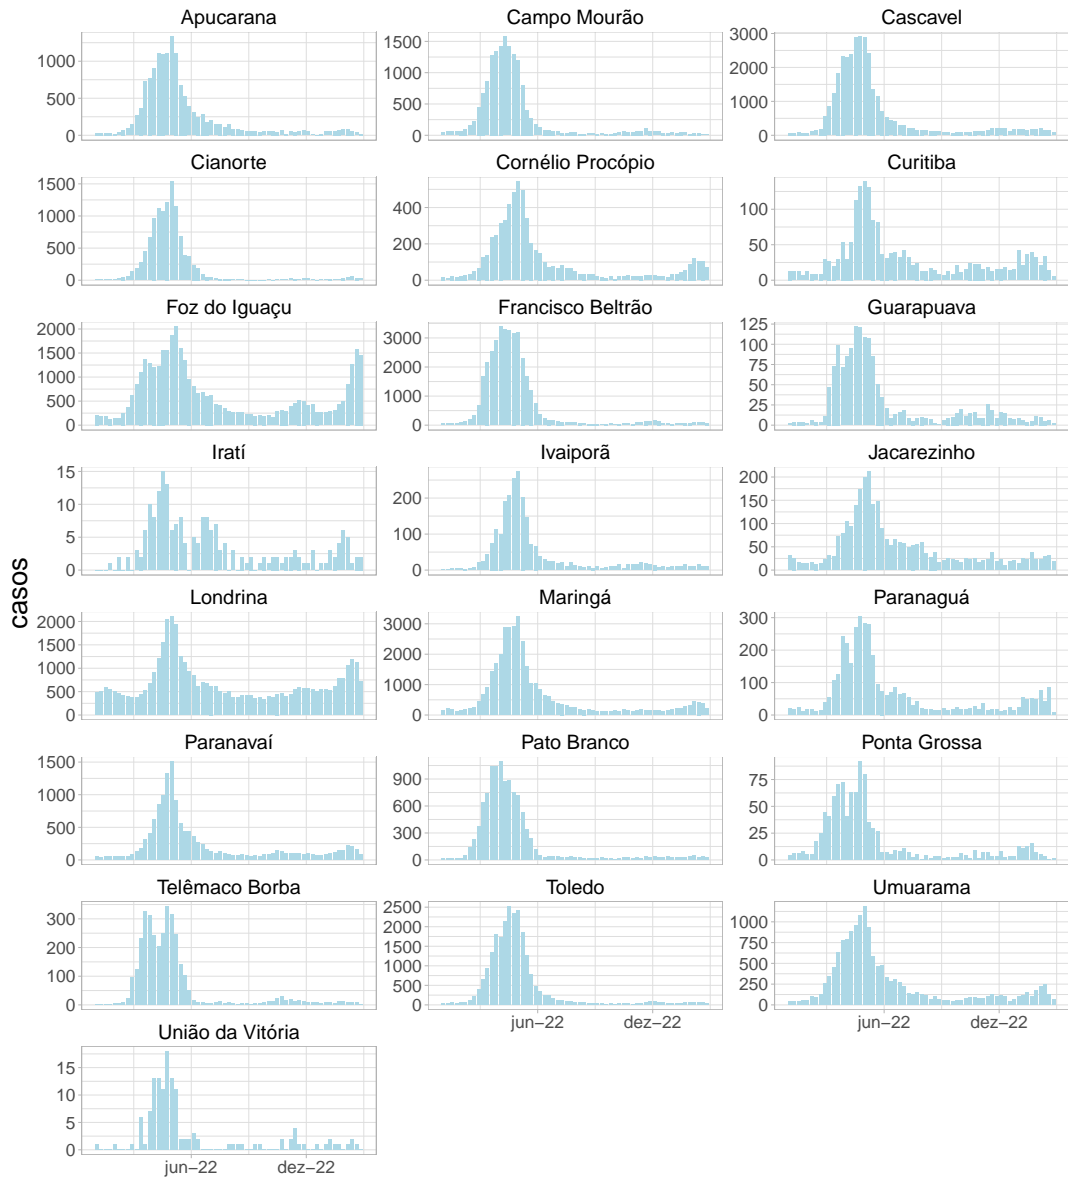 Apucarana Campo Mourão Cascavel
1000 500 0
1500 1000 500 0
3000 2000 1000 0
Cianorte Cornélio Procópio Curitiba
1500 1000 500 0
400 200 0
100 50 0
Foz do Iguaçu Francisco Beltrão Guarapuava
2000 1500 1000 500 0
3000 2000 1000 0
125 100 75 50 25 0
Iratí Ivaiporã Jacarezinho
15 10 5 0
200 100 0
200 150 100 50 0
casos
Londrina Maringá Paranaguá
2000 1500 1000 500 0
3000 2000 1000 0
300 200 100 0
Paranavaí Pato Branco Ponta Grossa
1500 1000 500 0
900 600 300 0
75 50 25 0
Telêmaco Borba Toledo Umuarama
300 200 100 0
2500 2000 1500 1000 500 0
1000 750 500 250 0
jun−22 dez−22 jun−22 dez−22
União da Vitória
15 10 5 0
jun−22 dez−22